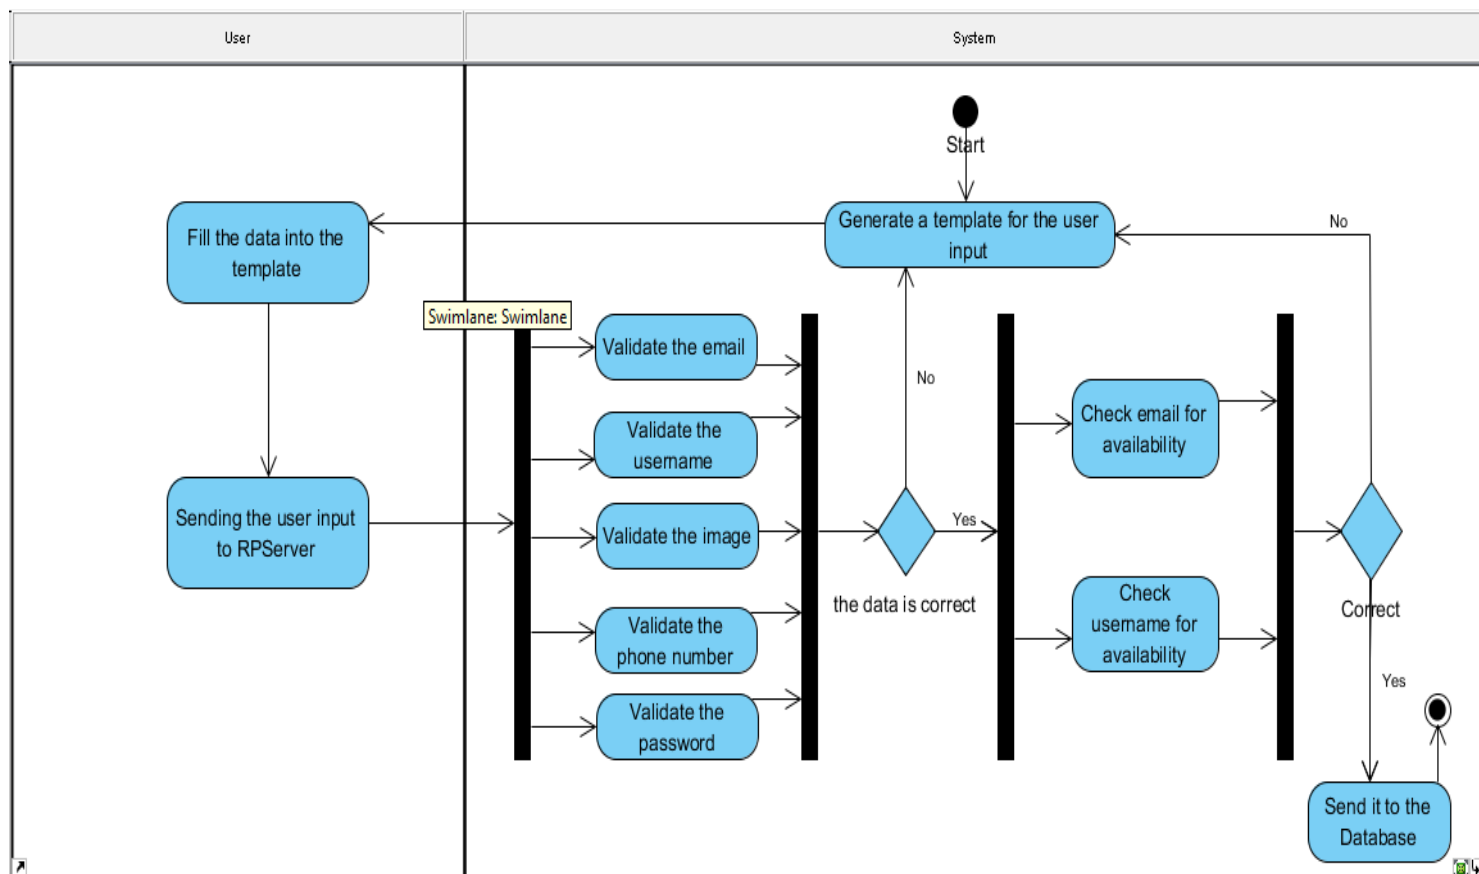 User
System
Start
Generate a template for the user
input
No
Fill the data into the
template
Swimlane: Swimlane
Validate the email
No
Validate the
username
Check email for
availability
Sending the user input
to RPServer
Validate the image
Yes
the data is correct
Validate the
phone number
Check
username for
availability
Correct
Yes
Validate the
password
Send it to the
Database